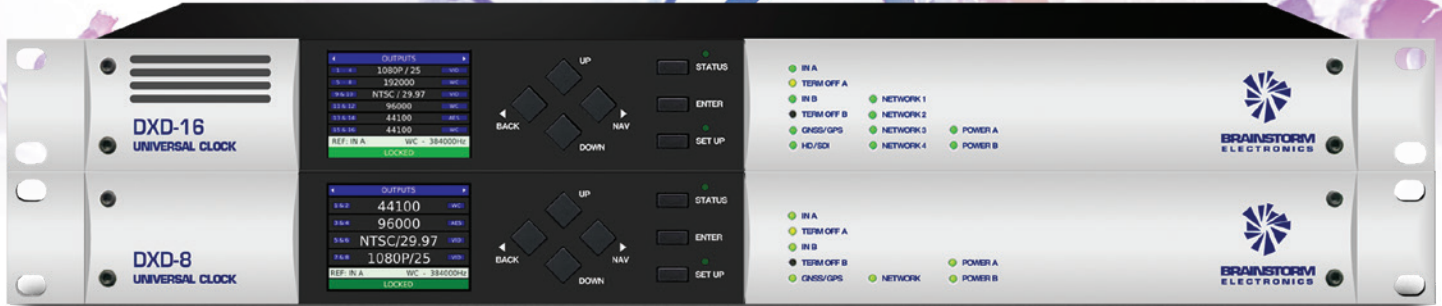 OUTPUTS
1 - 4 1080P / 25 VID
5 - 8 192000 WC
9 & 10 NTSC / 29.97 VID
11 & 12 96000 WC
13 & 14 44100 AES
15 & 16 44100 WC
REF: IN A WC - 384000Hz
LOCKED
DXD-16
UNIVERSAL CLOCK
UP
BACK
NAV
DOWN
STATUS
ENTER
SET UP
IN A
TERM OFF A
IN B
TERM OFF B
GNSS/GPS
HD/SDI
NETWORK 1
NETWORK 2
NETWORK 3
NETWORK 4
POWER A
POWER B
BRAINSTORM
ELECTRONICS
OUTPUTS
1 & 2 44100 WC
3 & 4 96000 AES
5 & 6 NTSC/29.97 VID
7 & 8 1080P/25 VID
REF: IN A WC - 384000Hz
LOCKED
DXD-8
UNIVERSAL CLOCK
UP
BACK
NAV
DOWN
STATUS
ENTER
SET UP
IN A
TERM OFF A
IN B
TERM OFF B
GNSS/GPS
NETWORK
POWER A
POWER B
BRAINSTORM
ELECTRONICS